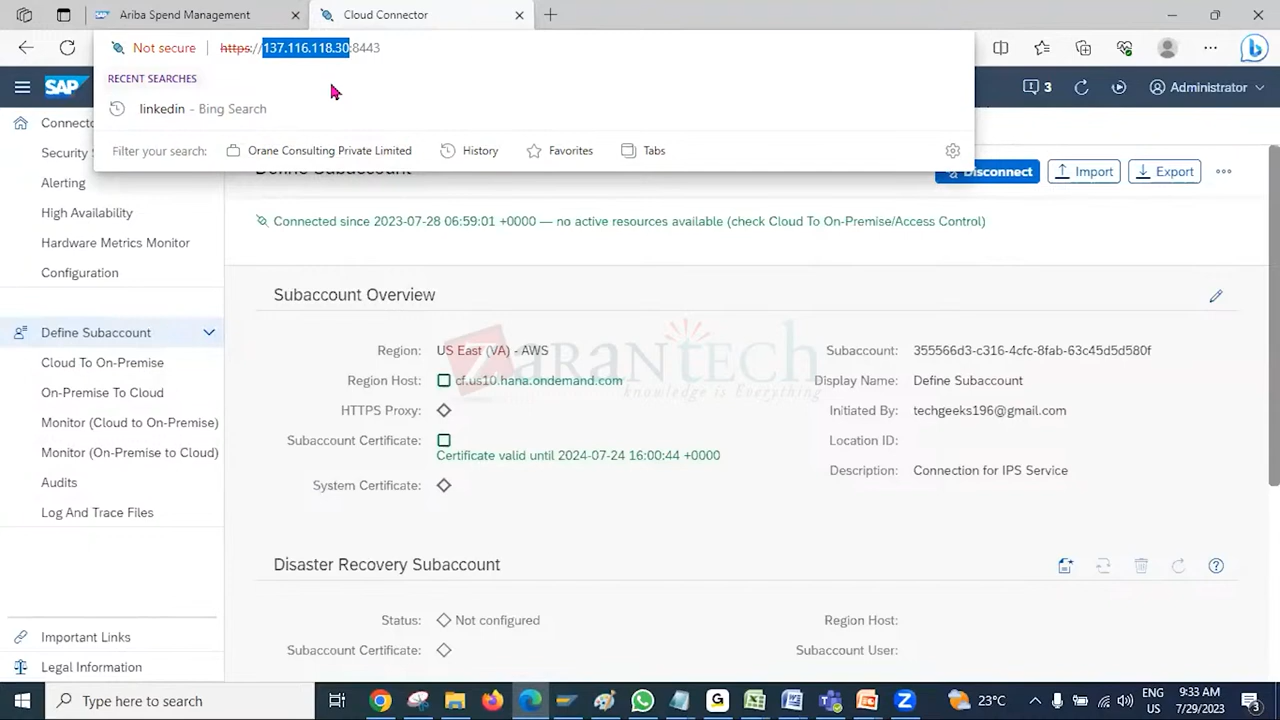 Ariba Spend Management
Cloud Connector
Not secure
https://137.116.118.30:8443
RECENT SEARCHES
linkedin - Bing Search
Filter your search:
Orane Consulting Private Limited
History
Favorites
Tabs
SAP
3
Administrator
Connecto
Security S
Alerting
High Availability
Hardware Metrics Monitor
Configuration
Define Subaccount
Cloud To On-Premise
On-Premise To Cloud
Monitor (Cloud to On-Premise)
Monitor (On-Premise to Cloud)
Audits
Log And Trace Files
Important Links
Legal Information
Define Subaccount
Disconnect
Import
Export
Connected since 2023-07-28 06:59:01 +0000 — no active resources available (check Cloud To On-Premise/Access Control)
Subaccount Overview
Region: US East (VA) - AWS
Region Host: cf.us10.hana.ondemand.com
HTTPS Proxy:
Subaccount Certificate:
Certificate valid until 2024-07-24 16:00:44 +0000
System Certificate:
Subaccount: 355566d3-c316-4cfc-8fab-63c45d5d580f
Display Name: Define Subaccount
Initiated By: techgeeks196@gmail.com
Location ID:
Description: Connection for IPS Service
ZARANTECH
knowledge is Everything
Disaster Recovery Subaccount
Status: Not configured
Subaccount Certificate:
Region Host:
Subaccount User:
Type here to search
23°C
ENG
US
9:33 AM
7/29/2023
3